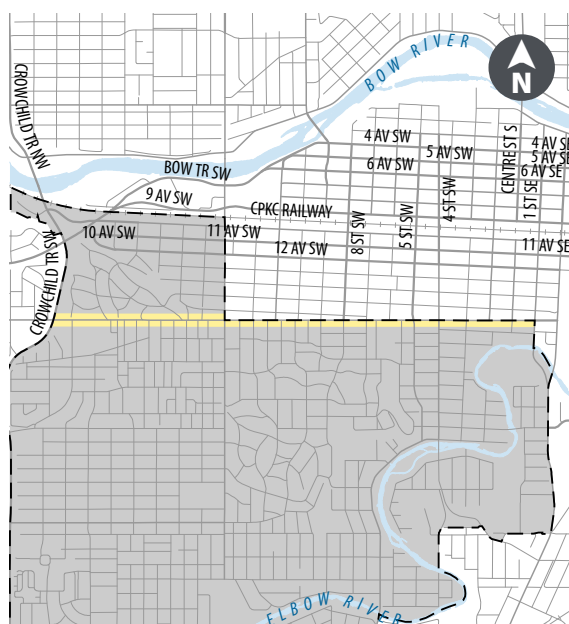 BOW RIVER
N
CROWCHILD TR NW
4 AV SW
4 AV SE
5 AV SW
5 AV SE
6 AV SW
6 AV SE
CENTRE ST S
BOW TR SW
9 AV SW
4 ST SW
1 ST SE
CPKC RAILWAY
10 AV SW
11 AV SW
12 AV SW
8 ST SW
5 ST SW
11 AV SE
CROWCHILD TR SW
ELBOW RIVER